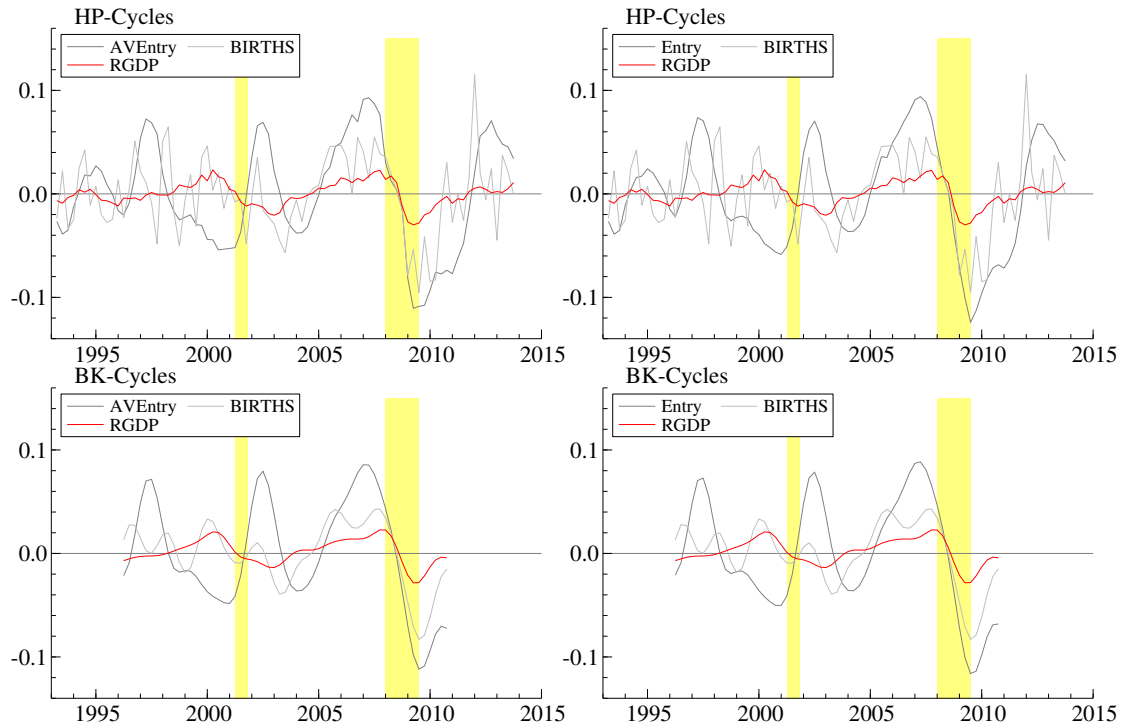 HP-Cycles
AVEntry BIRTHS
RGDP
0.1
0.0
-0.1
1995 2000 2005 2010 2015
HP-Cycles
Entry BIRTHS
RGDP
0.1
0.0
-0.1
1995 2000 2005 2010 2015
BK-Cycles
AVEntry BIRTHS
RGDP
0.1
0.0
-0.1
1995 2000 2005 2010 2015
BK-Cycles
Entry BIRTHS
RGDP
0.1
0.0
-0.1
1995 2000 2005 2010 2015